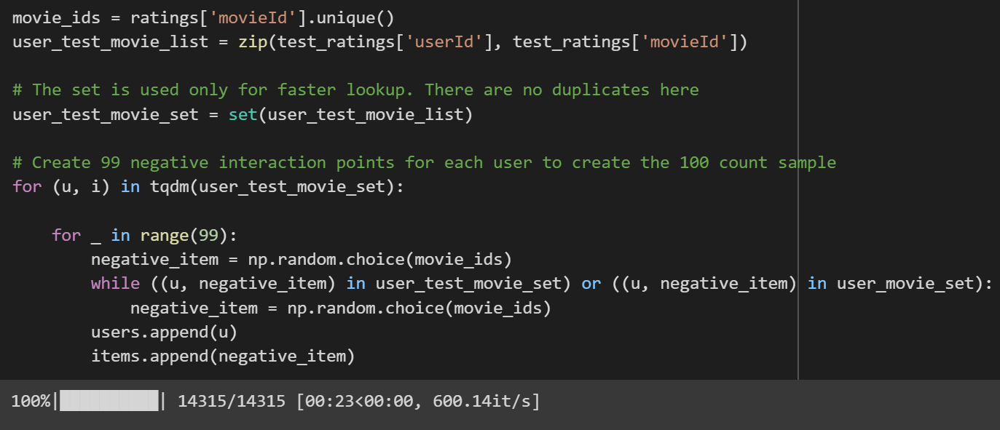 movie_ids = ratings['movieId'].unique()
user_test_movie_list = zip(test_ratings['userId'], test_ratings['movieId'])
# The set is used only for faster lookup. There are no duplicates here
user_test_movie_set = set(user_test_movie_list)
# Create 99 negative interaction points for each user to create the 100 count sample
for (u, i) in tqdm(user_test_movie_set):
    for _ in range(99):
        negative_item = np.random.choice(movie_ids)
        while ((u, negative_item) in user_test_movie_set) or ((u, negative_item) in user_movie_set):
            negative_item = np.random.choice(movie_ids)
        users.append(u)
        items.append(negative_item)
100%|██████████| 14315/14315 [00:23<00:00, 600.14it/s]